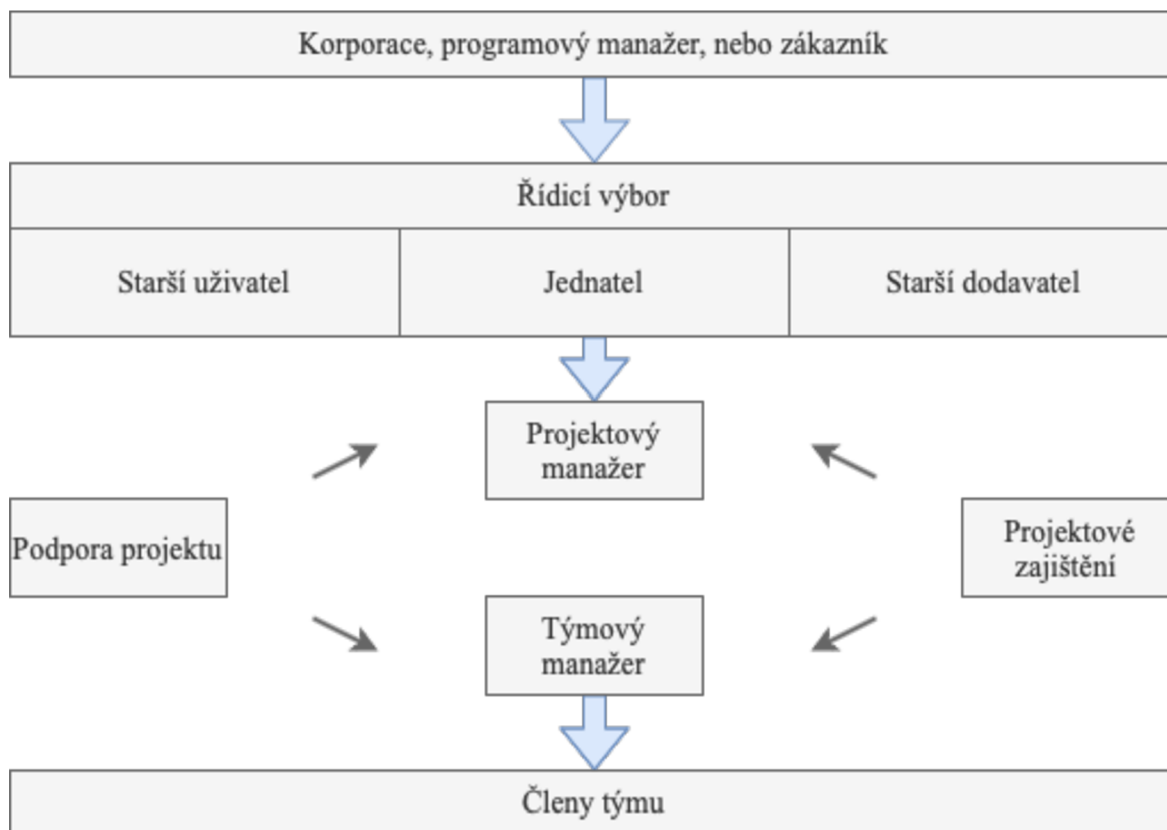 Korporace, programový manažer, nebo zákazník
Řídicí výbor
Starší uživatel
Jednatel
Starší dodavatel
Projektový
manažer
Podpora projektu
Projektové
zajištění
Týmový
manažer
Členy týmu